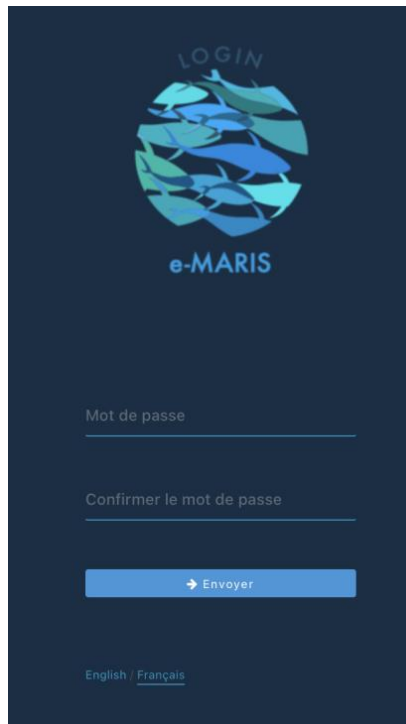 LOGIN
e-MARIS
Mot de passe
Confirmer le mot de passe
Envoyer
English / Français